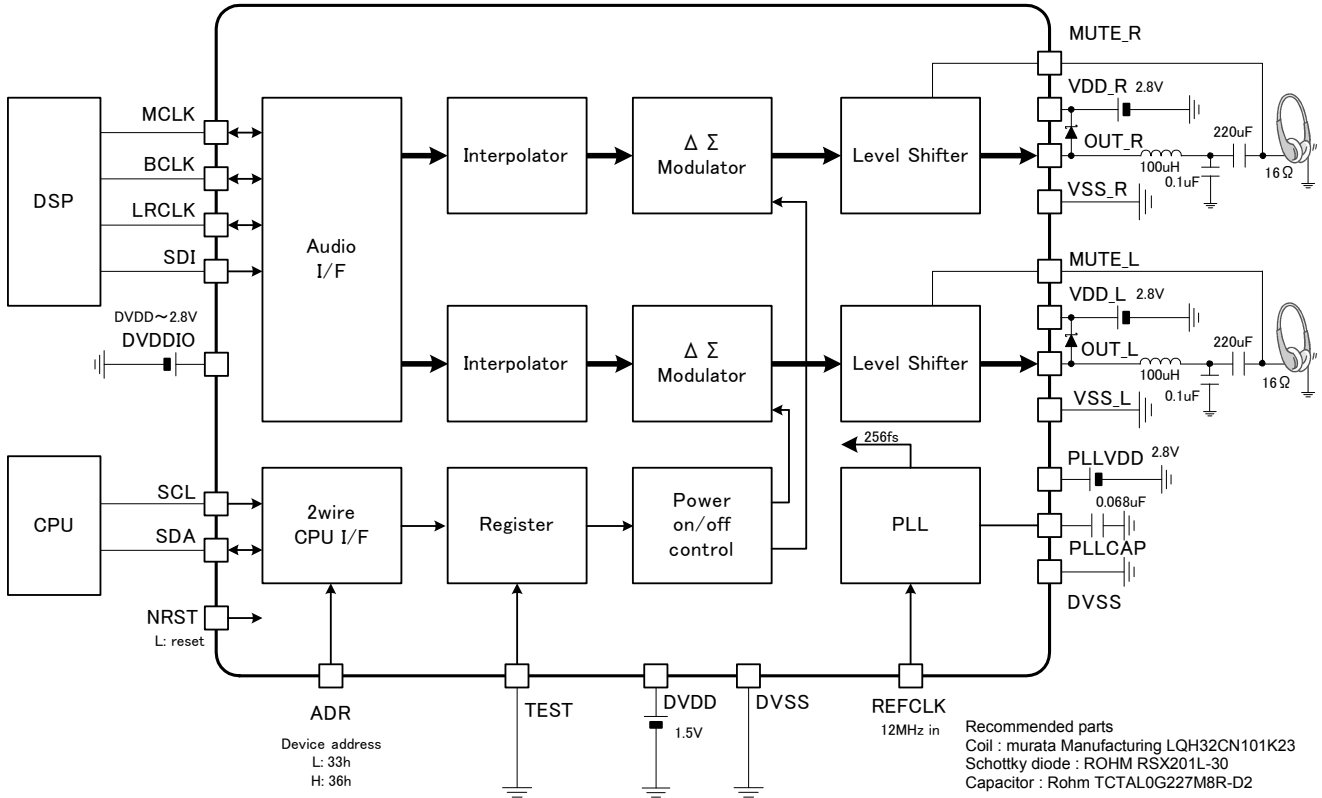 DSP
MCLK
BCLK
LRCLK
SDI
DVDD～2.8V
DVDDIO
CPU
SCL
SDA
NRST
L: reset
Audio
I/F
Interpolator
Δ Σ
Modulator
Level Shifter
Interpolator
Δ Σ
Modulator
Level Shifter
2wire
CPU I/F
Register
Power
on/off
control
256fs
PLL
MUTE_R
VDD_R 2.8V
OUT_R
100uH
0.1uF
220uF
16Ω
VSS_R
MUTE_L
VDD_L 2.8V
OUT_L
100uH
0.1uF
220uF
16Ω
VSS_L
PLLVDD 2.8V
0.068uF
PLLCAP
DVSS
ADR
Device address
L: 33h
H: 36h
TEST
DVDD
1.5V
DVSS
REFCLK
12MHz in
Recommended parts
Coil : murata Manufacturing LQH32CN101K23
Schottky diode : ROHM RSX201L-30
Capacitor : Rohm TCTAL0G227M8R-D2